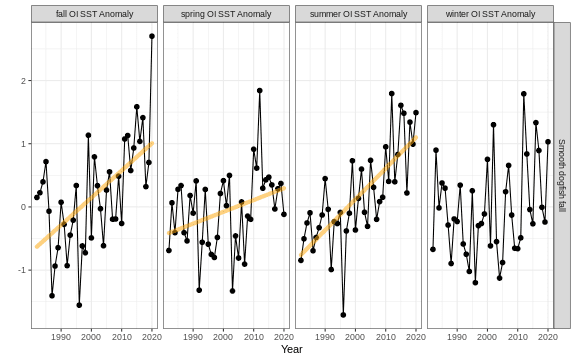 fall OI SST Anomaly
spring OI SST Anomaly
summer OI SST Anomaly
winter OI SST Anomaly
2
1
0
-1
Smooth dogfish fall
1990 2000 2010 2020
1990 2000 2010 2020
1990 2000 2010 2020
1990 2000 2010 2020
Year